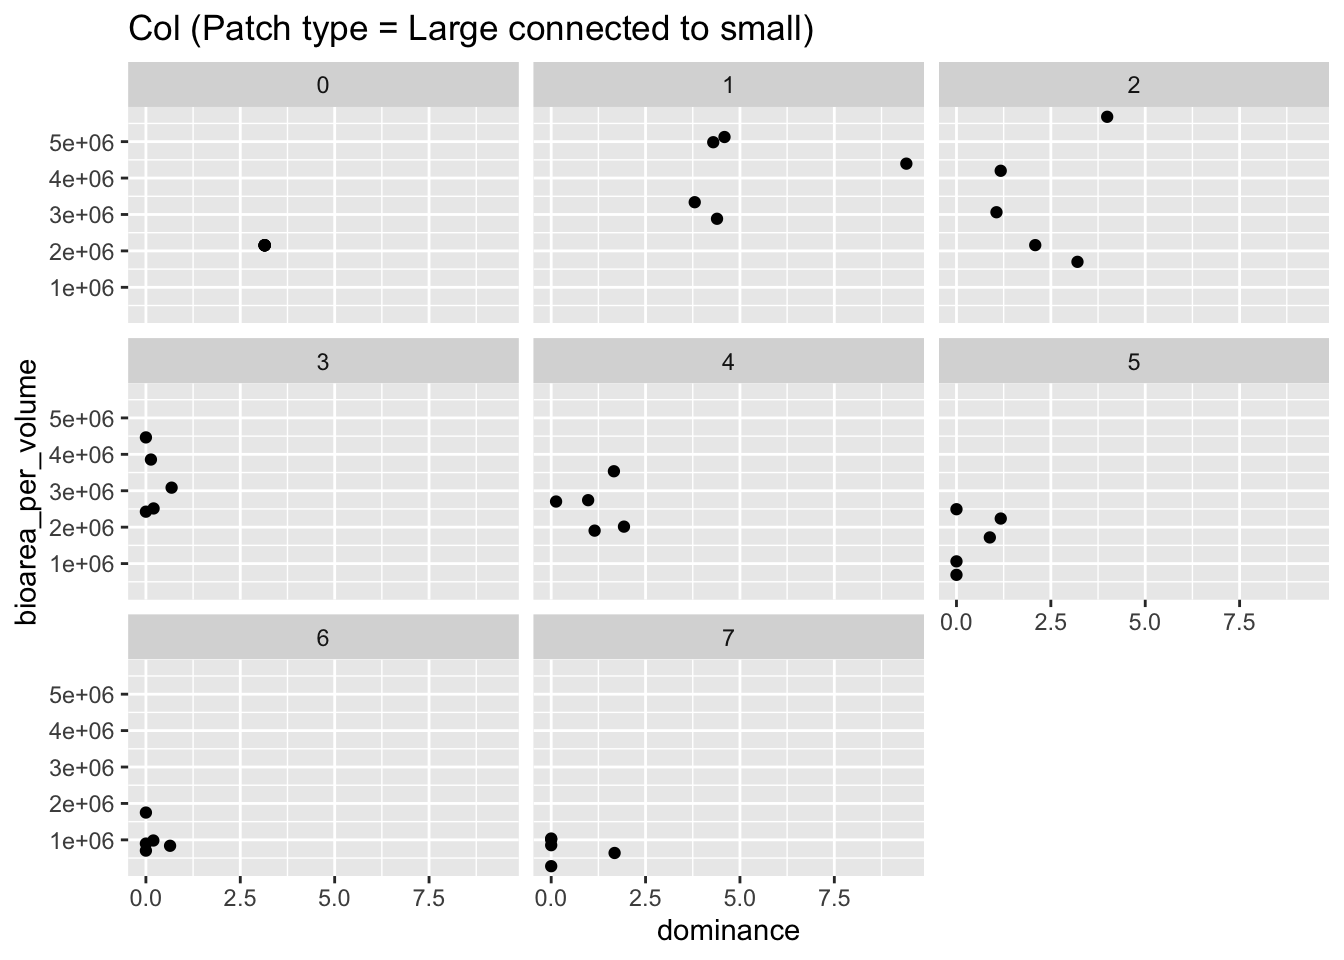 Col (Patch type = Large connected to small)
0
1
2
5e+06
4e+06
3e+06
2e+06
1e+06
3
4
5
5e+06
4e+06
3e+06
2e+06
1e+06
0.0 2.5 5.0 7.5
6
7
5e+06
4e+06
3e+06
2e+06
1e+06
0.0 2.5 5.0 7.5
0.0 2.5 5.0 7.5
dominance
bioarea_per_volume